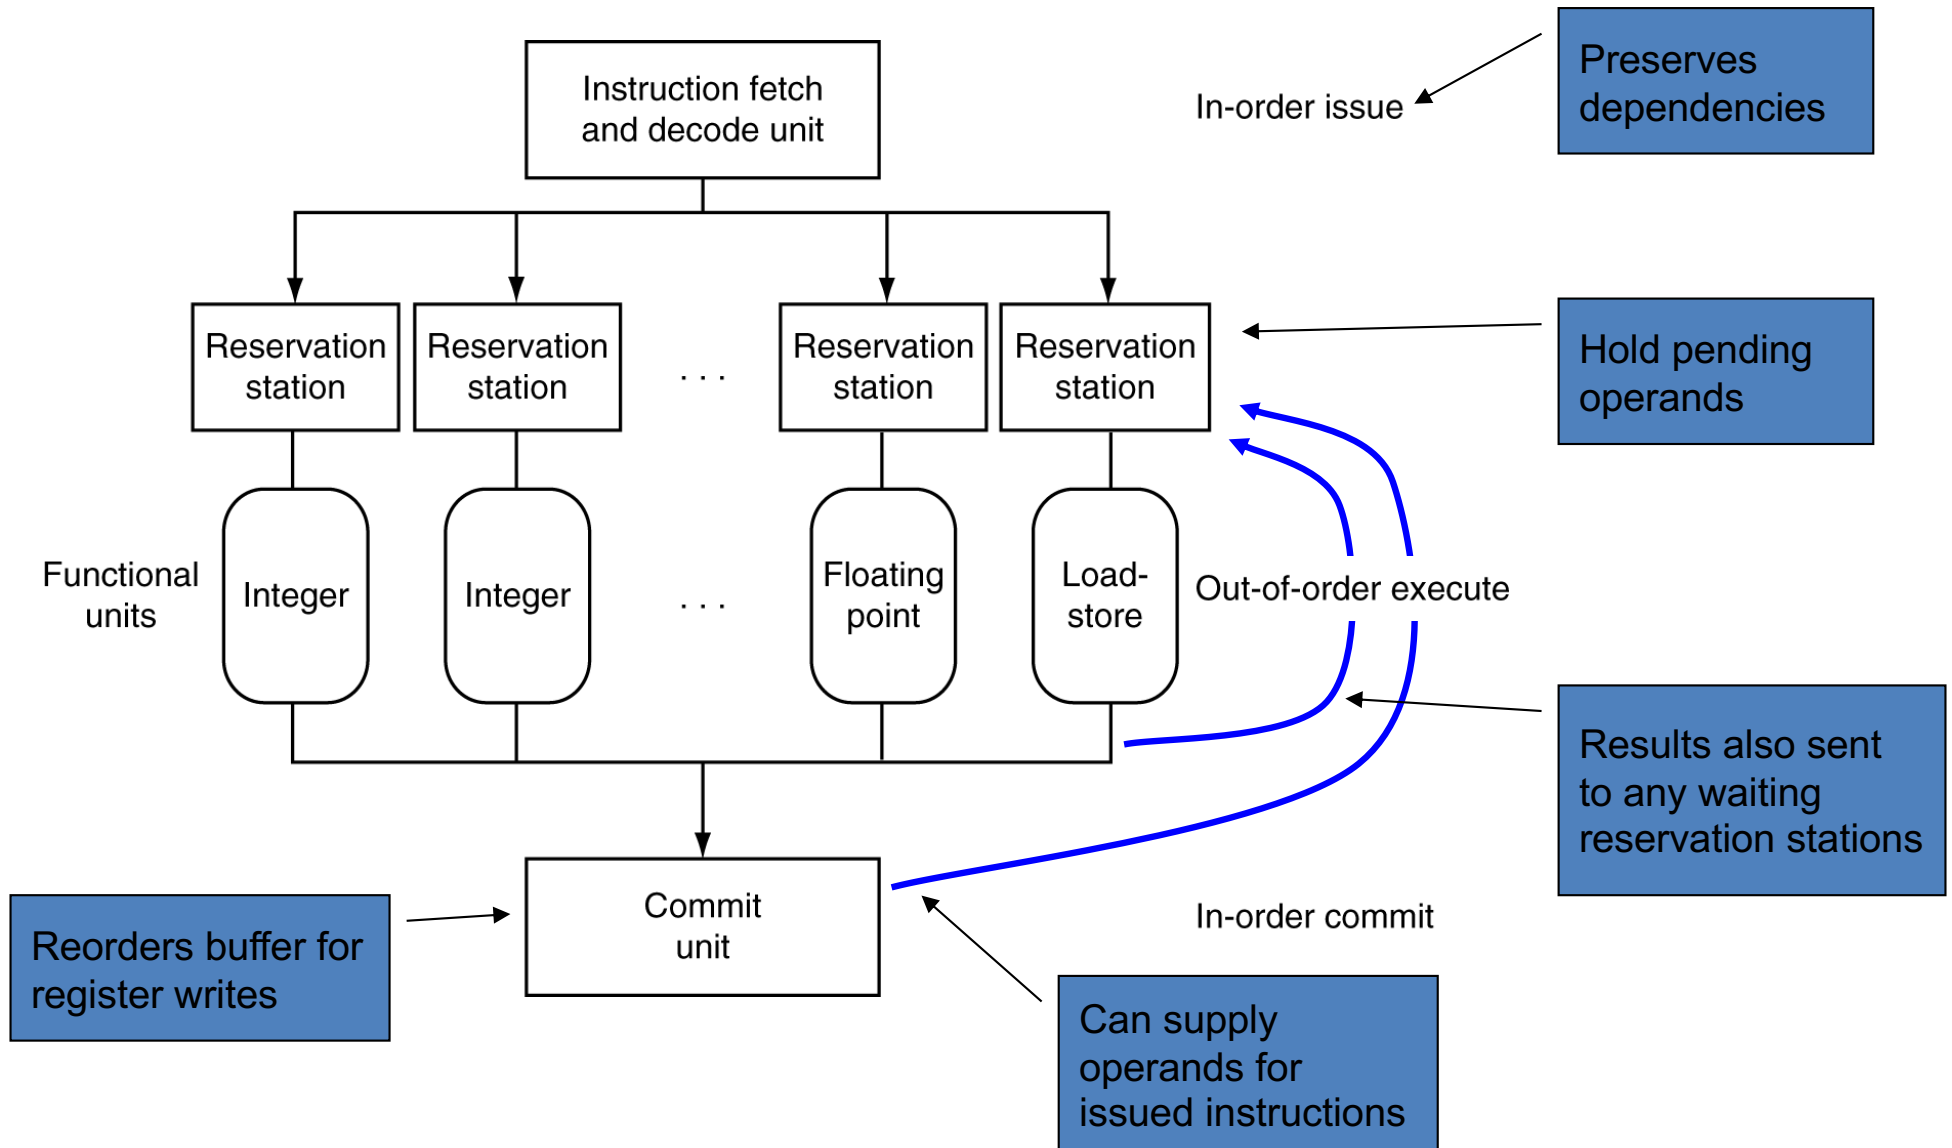 Instruction fetch
and decode unit
In-order issue
Preserves
dependencies
Reservation
station
Reservation
station
. . .
Reservation
station
Reservation
station
Hold pending
operands
Functional
units
Integer
Integer
. . .
Floating
point
Load-
store
Out-of-order execute
Results also sent
to any waiting
reservation stations
Commit
unit
In-order commit
Reorders buffer for
register writes
Can supply
operands for
issued instructions